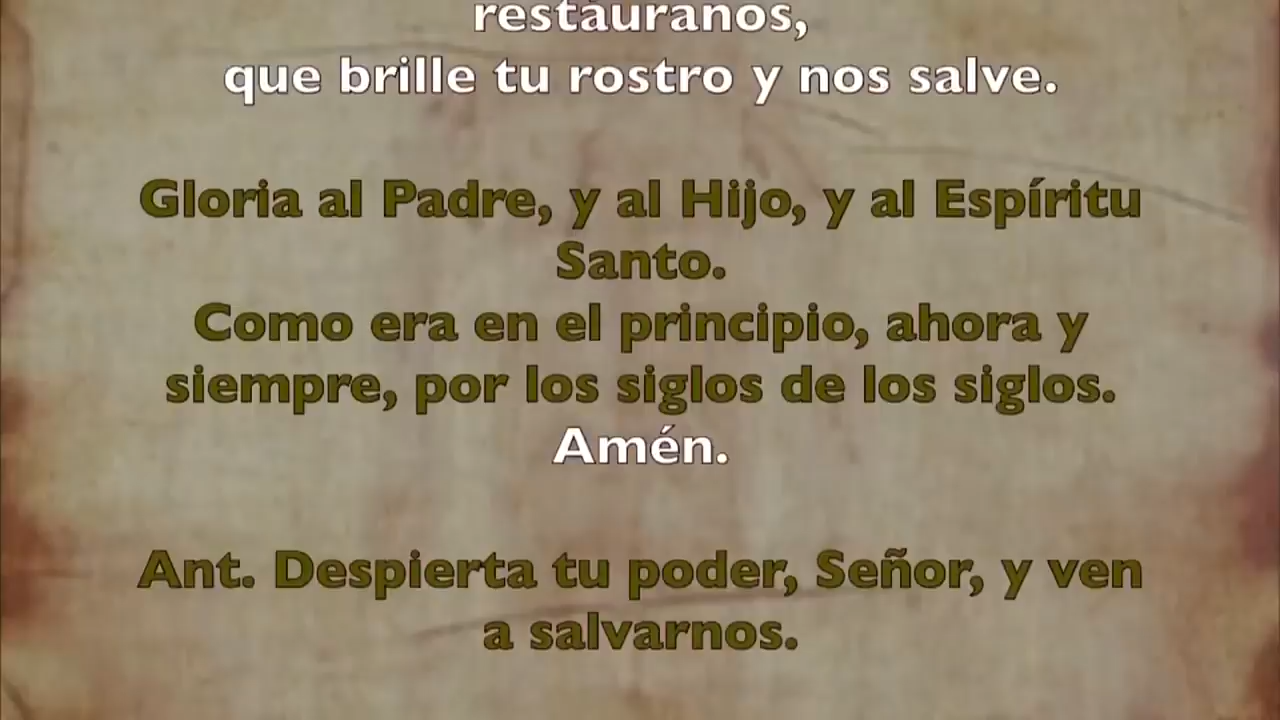 restáuranos,
que brille tu rostro y nos salve.
Gloria al Padre, y al Hijo, y al Espíritu
Santo.
Como era en el principio, ahora y
siempre, por los siglos de los siglos.
Amén.
Ant. Despierta tu poder, Señor, y ven
a salvarnos.